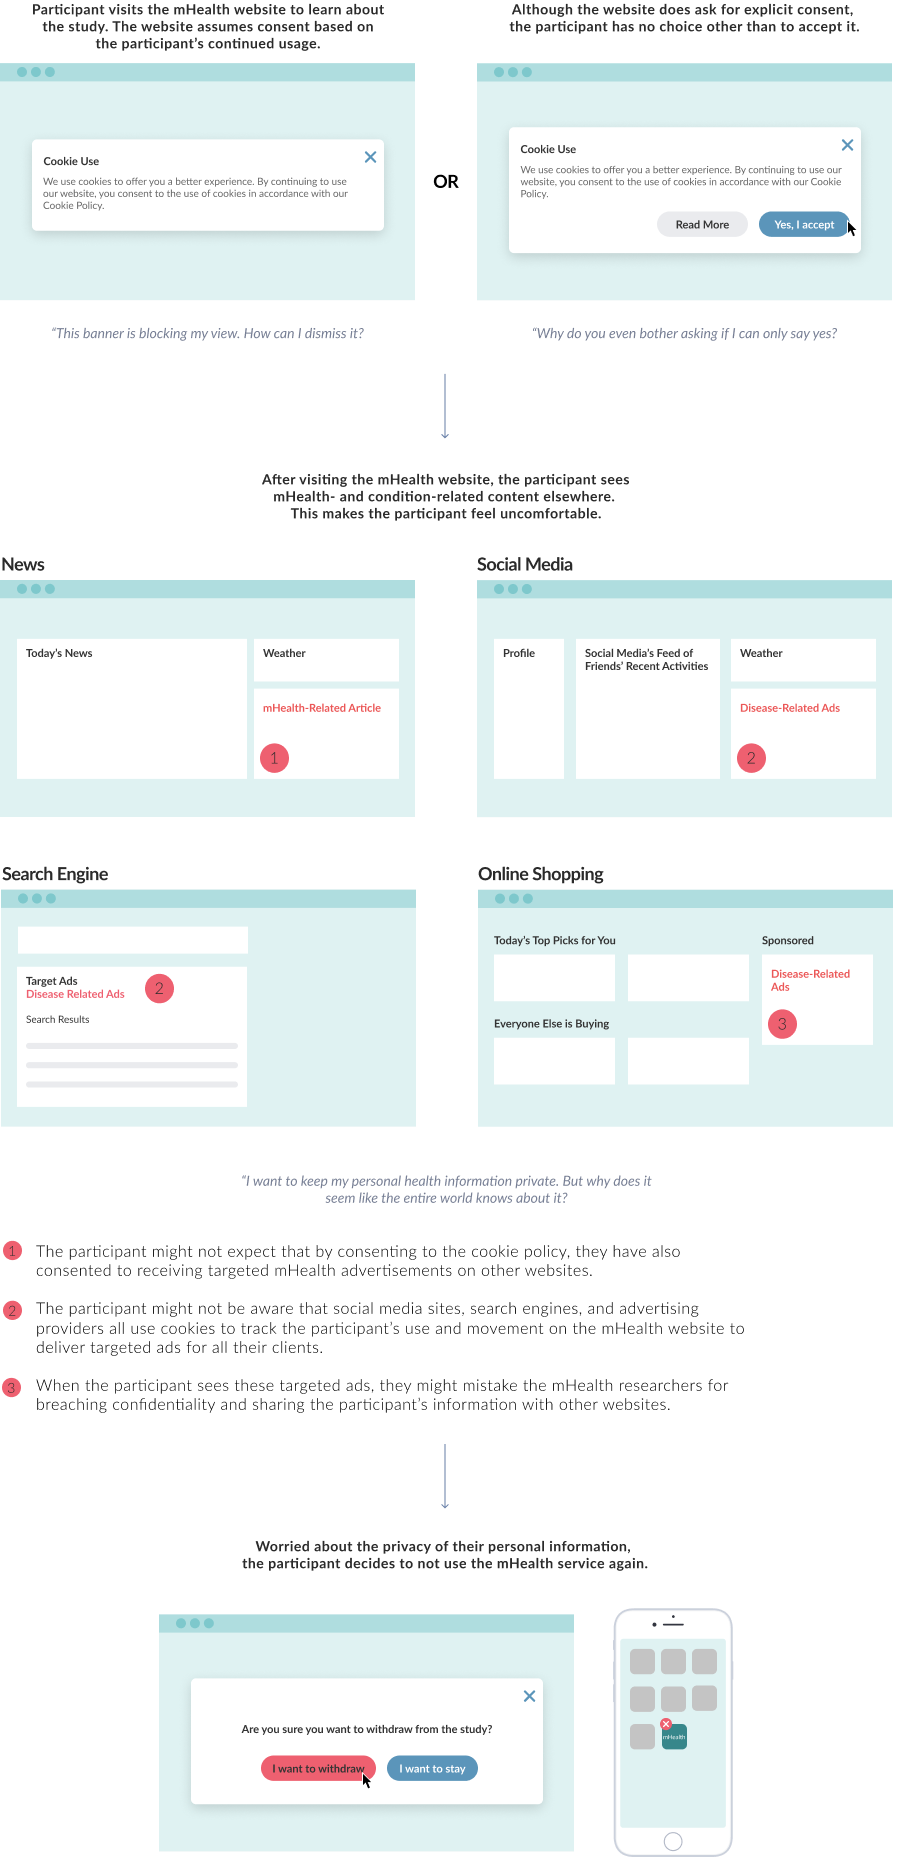 Participant visits the mHealth website to learn about
the study. The website assumes consent based on
the participant's continued usage.
Although the website does ask for explicit consent,
the participant has no choice other than to accept it.
Cookie Use
We use cookies to offer you a better experience. By continuing to use
our website, you consent to the use of cookies in accordance with our
Cookie Policy.
OR
Cookie Use
We use cookies to offer you a better experience. By continuing to use our
website, you consent to the use of cookies in accordance with our Cookie
Policy.
Read More
Yes, I accept
“This banner is blocking my view. How can I dismiss it?
“Why do you even bother asking if I can only say yes?
After visiting the mHealth website, the participant sees
mHealth- and condition-related content elsewhere.
This makes the participant feel uncomfortable.
News
Today's News
Weather
mHealth-Related Article
1
Social Media
Profile
Social Media's Feed of
Friends' Recent Activities
Weather
Disease-Related Ads
2
Search Engine
Target Ads
Disease Related Ads
2
Search Results
Online Shopping
Today's Top Picks for You
Sponsored
Disease-Related
Ads
3
Everyone Else is Buying
“I want to keep my personal health information private. But why does it
seem like the entire world knows about it?
1 The participant might not expect that by consenting to the cookie policy, they have also
consented to receiving targeted mHealth advertisements on other websites.
2 The participant might not be aware that social media sites, search engines, and advertising
providers all use cookies to track the participant's use and movement on the mHealth website to
deliver targeted ads for all their clients.
3 When the participant sees these targeted ads, they might mistake the mHealth researchers for
breaching confidentiality and sharing the participant's information with other websites.
Worried about the privacy of their personal information,
the participant decides to not use the mHealth service again.
Are you sure you want to withdraw from the study?
I want to withdraw
I want to stay
mHealth